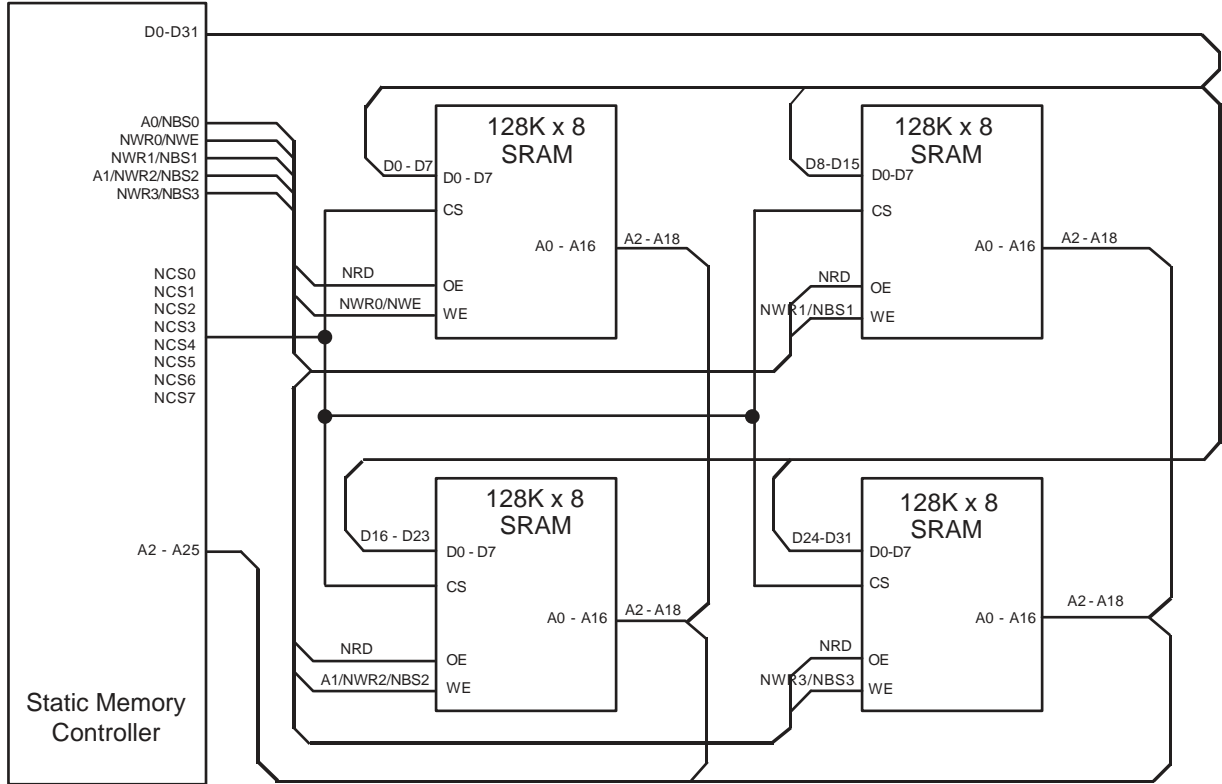 D0-D31
A0/NBS0
NWR0/NWE
NWR1/NBS1
A1/NWR2/NBS2
NWR3/NBS3
NCS0
NCS1
NCS2
NCS3
NCS4
NCS5
NCS6
NCS7
A2 - A25
Static Memory
Controller
128K x 8
SRAM
D0 - D7
D0 - D7
CS
A0 - A16
A2 - A18
NRD
OE
NWR0/NWE
WE
128K x 8
SRAM
D8-D15
D0-D7
CS
A0 - A16
A2 - A18
NRD
OE
NWR1/NBS1
WE
128K x 8
SRAM
D16 - D23
D0 - D7
CS
A0 - A16
A2 - A18
NRD
OE
A1/NWR2/NBS2
WE
128K x 8
SRAM
D24-D31
D0-D7
CS
A0 - A16
A2 - A18
NRD
OE
NWR3/NBS3
WE